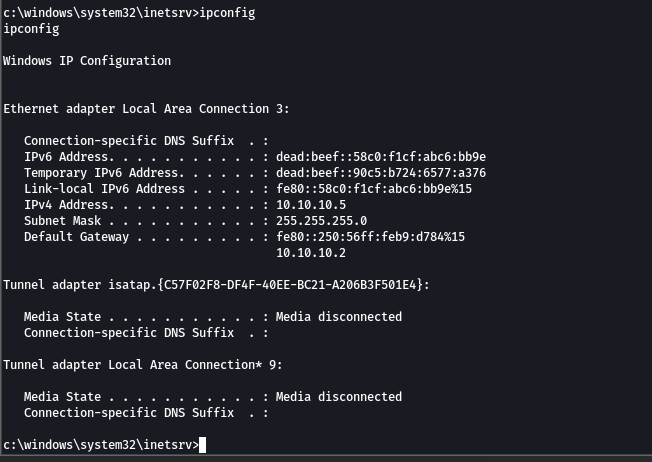 c:\windows\system32\inetsrv>ipconfig
ipconfig
Windows IP Configuration
Ethernet adapter Local Area Connection 3:
Connection-specific DNS Suffix  . :
IPv6 Address. . . . . . . . . . . : dead:beef::58c0:f1cf:abc6:bb9e
Temporary IPv6 Address. . . . . . : dead:beef::90c5:b724:6577:a376
Link-local IPv6 Address . . . . . : fe80::58c0:f1cf:abc6:bb9e%15
IPv4 Address. . . . . . . . . . . : 10.10.10.5
Subnet Mask . . . . . . . . . . . : 255.255.255.0
Default Gateway . . . . . . . . . : fe80::250:56ff:feb9:d784%15
10.10.10.2
Tunnel adapter isatap.{C57F02F8-DF4F-40EE-BC21-A206B3F501E4}:
Media State . . . . . . . . . . . : Media disconnected
Connection-specific DNS Suffix  . :
Tunnel adapter Local Area Connection* 9:
Media State . . . . . . . . . . . : Media disconnected
Connection-specific DNS Suffix  . :
c:\windows\system32\inetsrv>